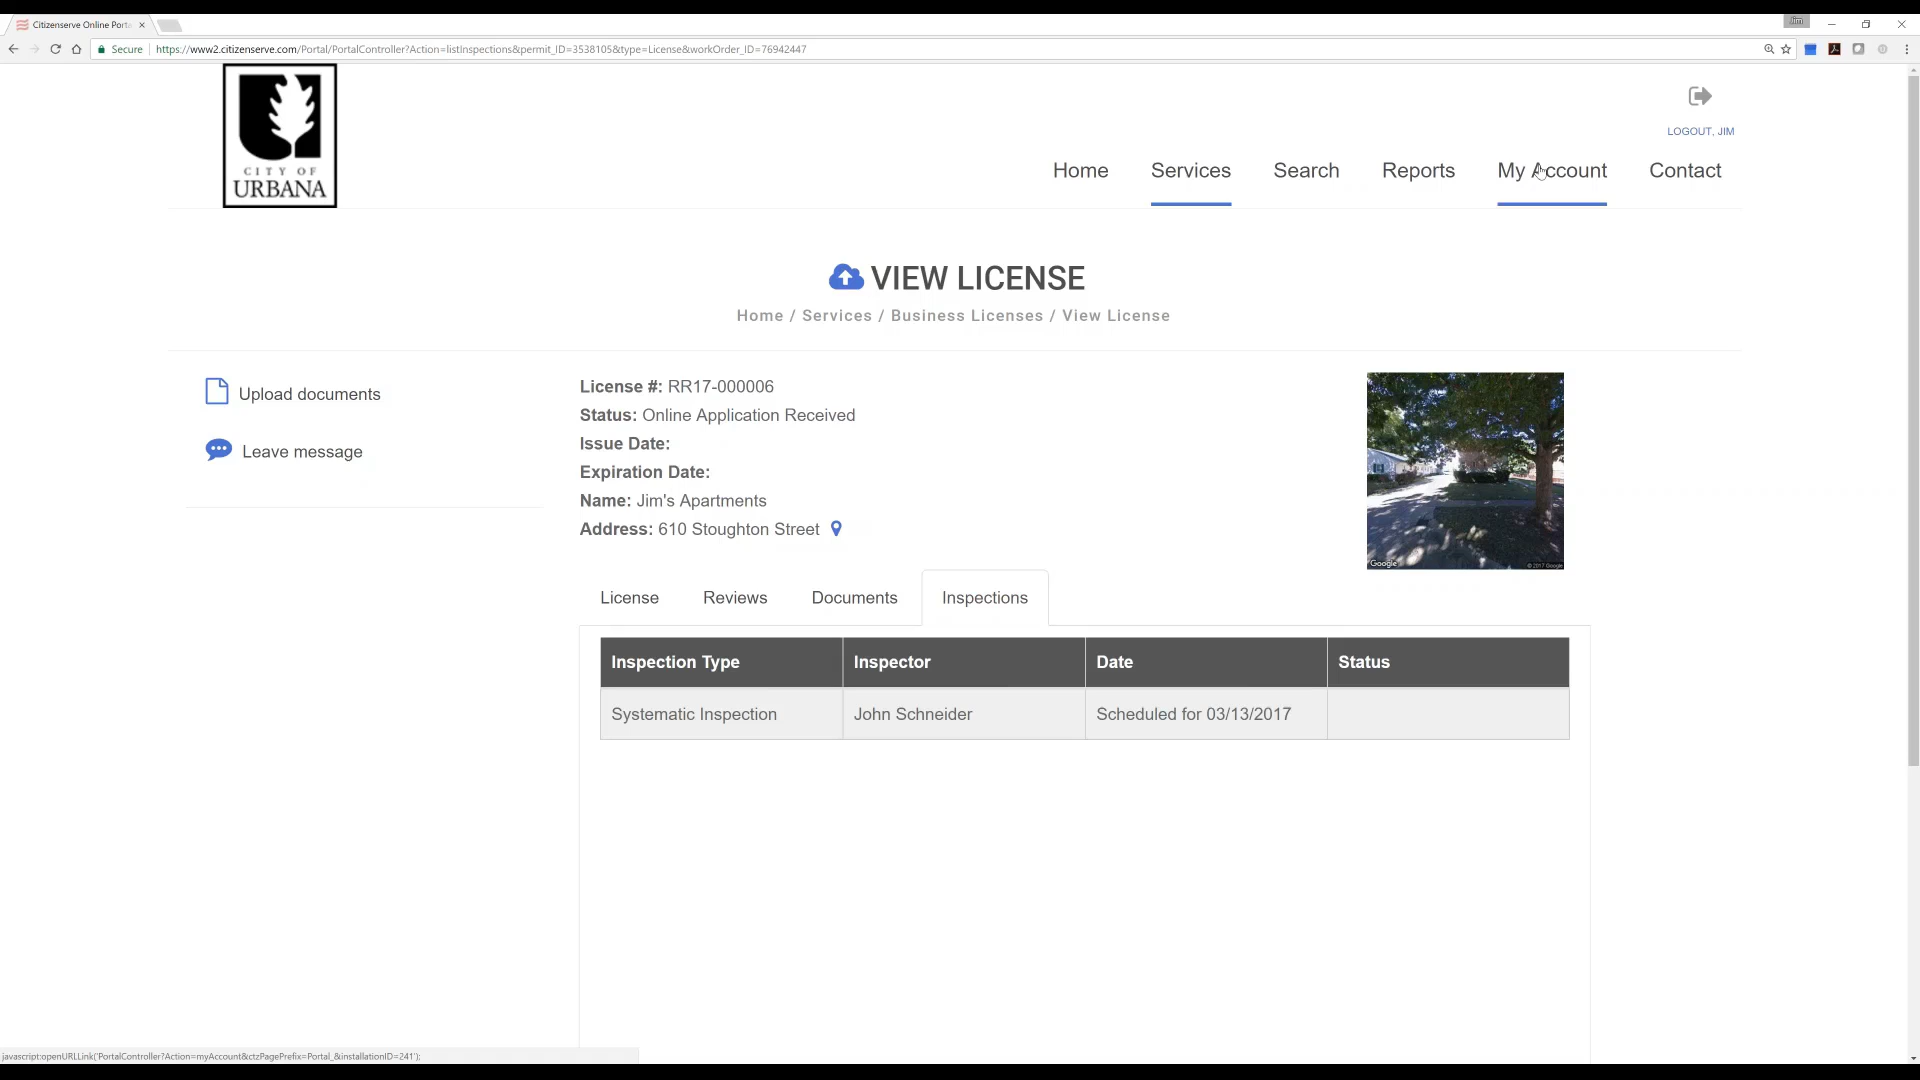 Citizenserve Online Porta
Jim
Secure
https://www2.citizenserve.com/Portal/PortalController?Action=listInspections&permit_ID=3538105&type=License&workOrder_ID=76942447
CITY OF
URBANA
LOGOUT, JIM
Home
Services
Search
Reports
My Account
Contact
VIEW LICENSE
Home / Services / Business Licenses / View License
Upload documents
Leave message
License #: RR17-000006
Status: Online Application Received
Issue Date:
Expiration Date:
Name: Jim's Apartments
Address: 610 Stoughton Street
Google
© 2017 Google
License
Reviews
Documents
Inspections
Inspection Type
Inspector
Date
Status
Systematic Inspection
John Schneider
Scheduled for 03/13/2017
javascript:openURLLink('PortalController?Action=myAccount&ctzPagePrefix=Portal_&installationID=241');